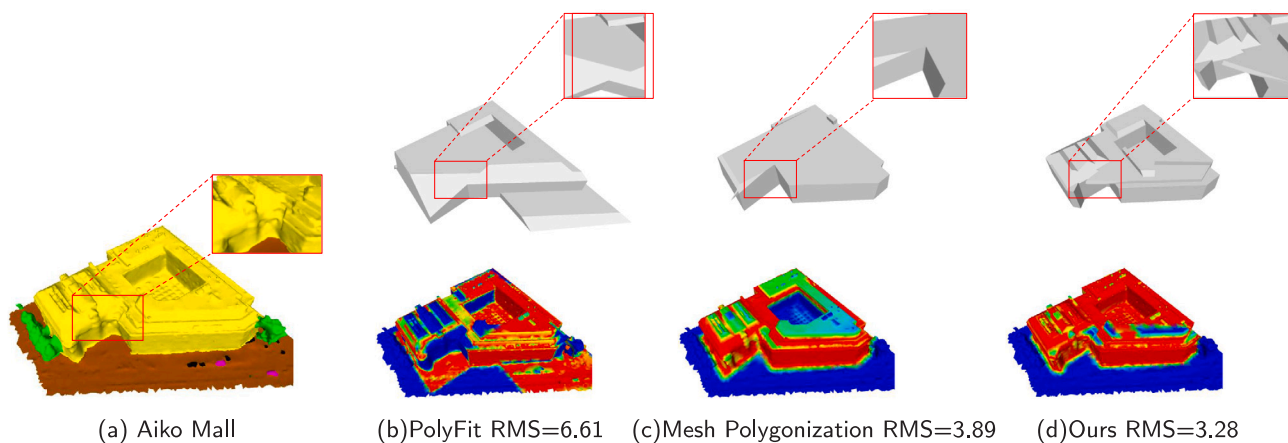 (a) Aiko Mall
(b)PolyFit RMS=6.61
(c)Mesh Polygonization RMS=3.89
(d)Ours RMS=3.28